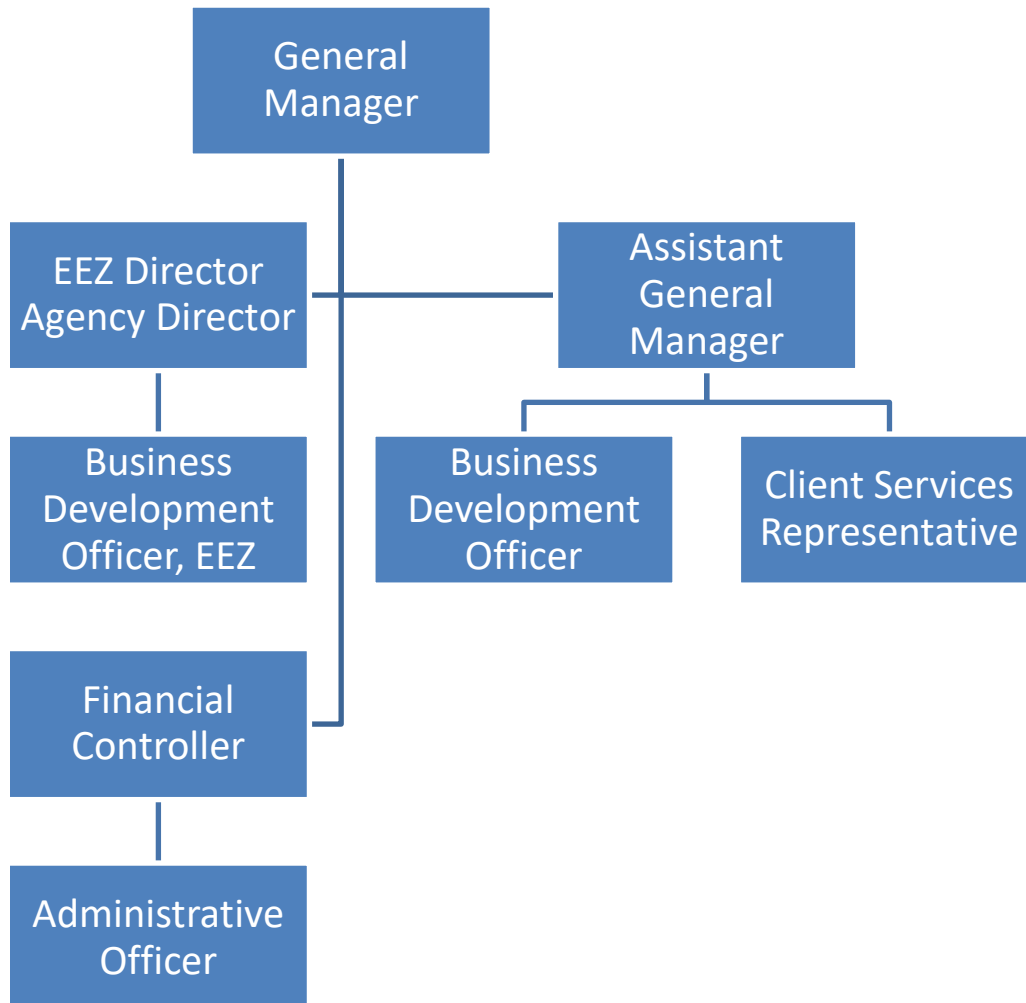 General
Manager
EEZ Director
Agency Director
Assistant
General
Manager
Business
Development
Officer, EEZ
Business
Development
Officer
Client Services
Representative
Financial
Controller
Administrative
Officer